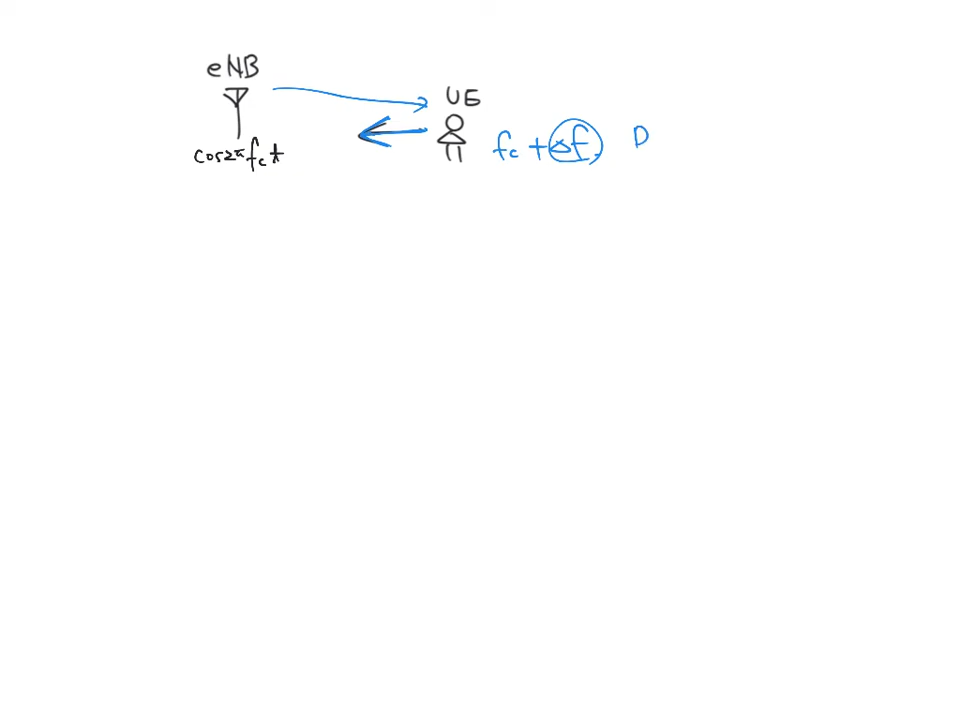 eNB
UE
cos2πfct
fc + Δf, D